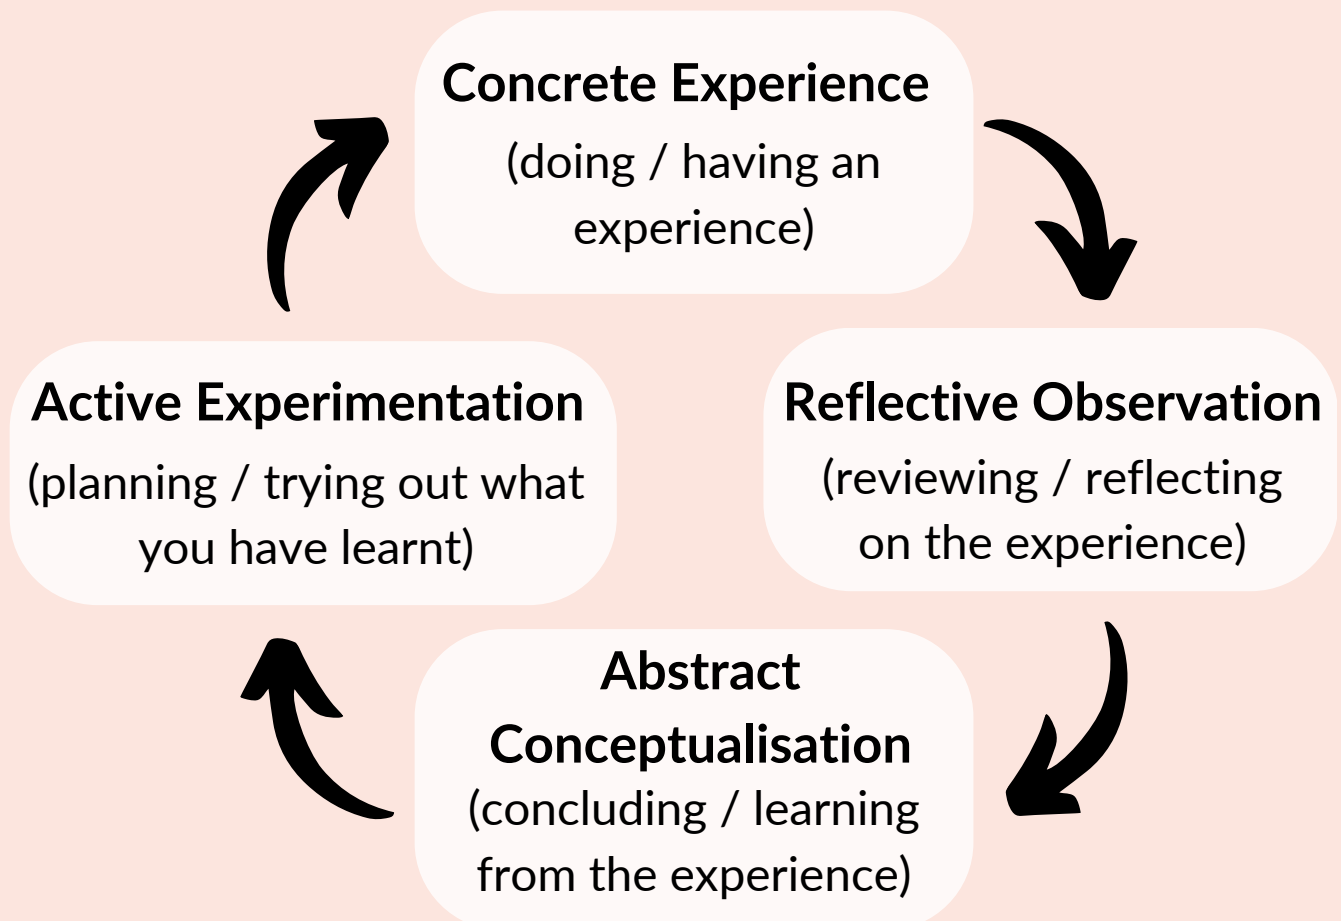 Concrete Experience
(doing / having an
experience)
Reflective Observation
(reviewing / reflecting
on the experience)
Abstract
Conceptualisation
(concluding / learning
from the experience)
Active Experimentation
(planning / trying out what
you have learnt)